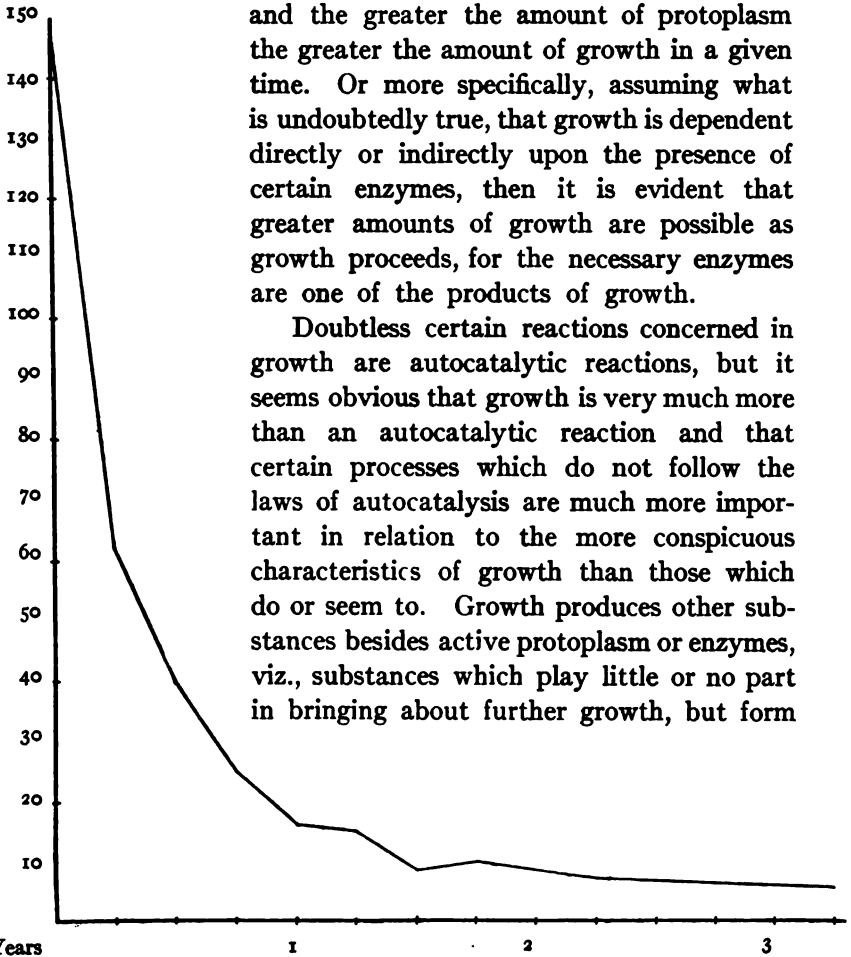 150
140
130
120
110
100
90
80
70
60
50
40
30
20
10
and the greater the amount of protoplasm
the greater the amount of growth in a given
time. Or more specifically, assuming what
is undoubtedly true, that growth is dependent
directly or indirectly upon the presence of
certain enzymes, then it is evident that
greater amounts of growth are possible as
growth proceeds, for the necessary enzymes
are one of the products of growth.
Doubtless certain reactions concerned in
growth are autocatalytic reactions, but it
seems obvious that growth is very much more
than an autocatalytic reaction and that
certain processes which do not follow the
laws of autocatalysis are much more impor-
tant in relation to the more conspicuous
characteristics of growth than those which
do or seem to. Growth produces other sub-
stances besides active protoplasm or enzymes,
viz., substances which play little or no part
in bringing about further growth, but form
Years 1 2 3